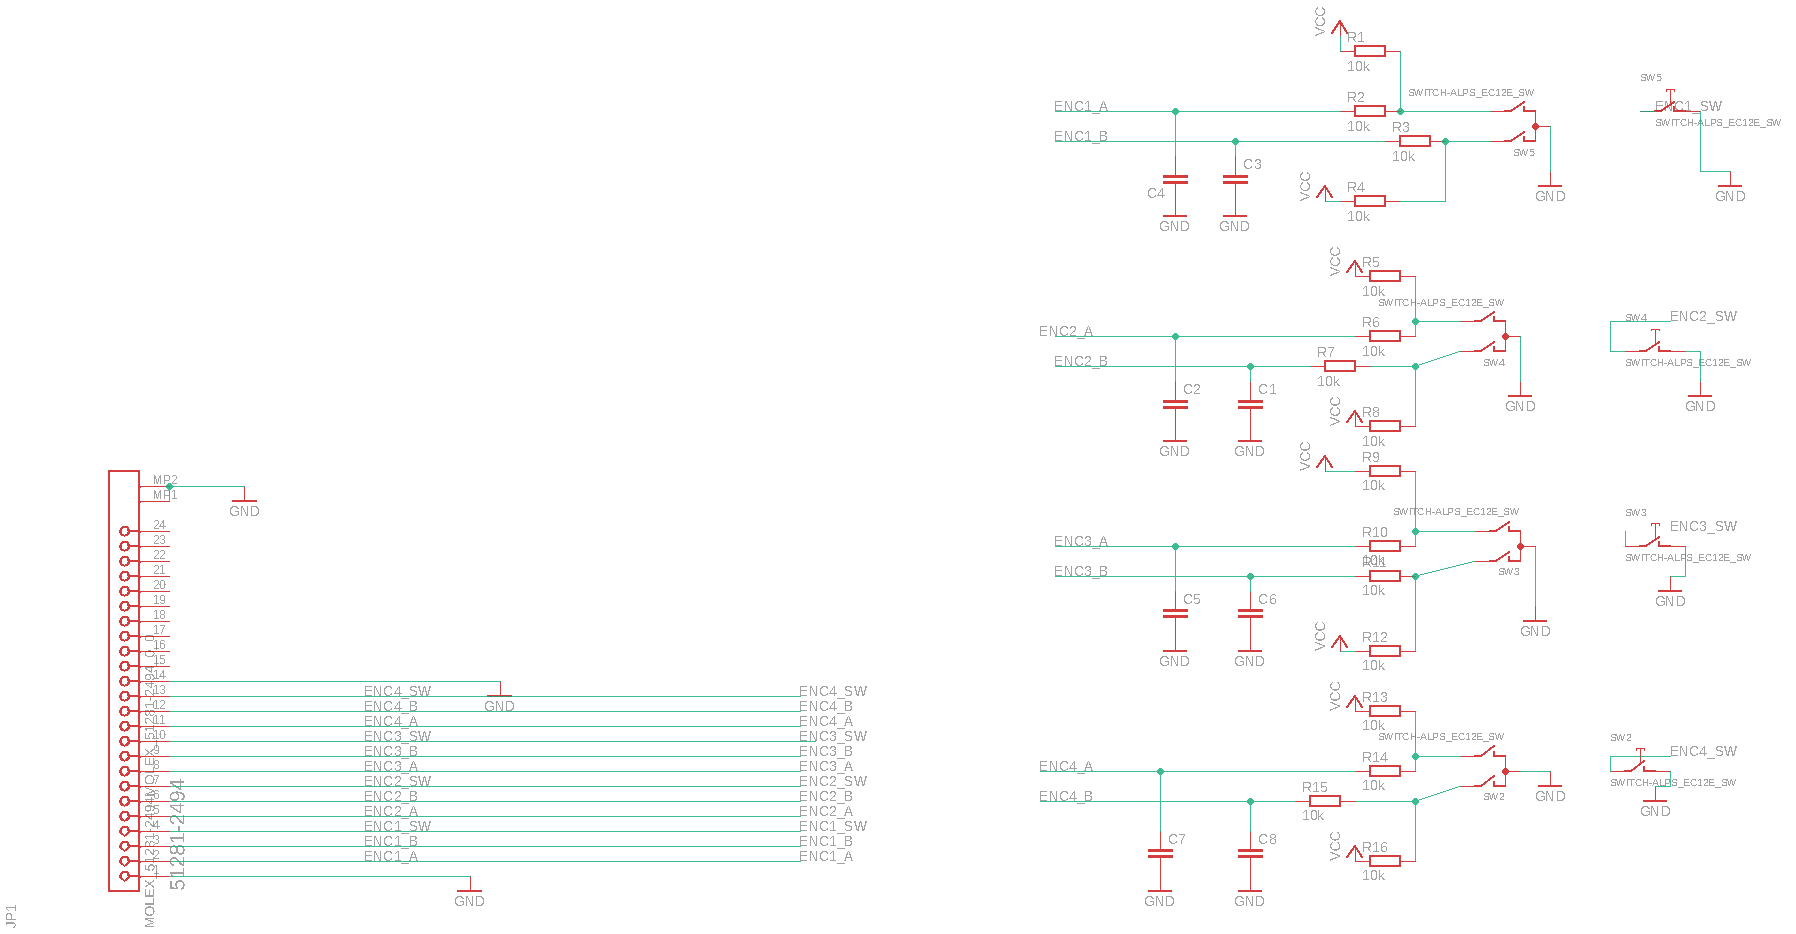 VCC
R1
10k
SW5
SWITCH-ALPS_EC12E_SW
ENC1_A
R2
10k
ENC1_SW
SWITCH-ALPS_EC12E_SW
ENC1_B
R3
10k
SW5
C4
C3
VCC
R4
10k
GND
GND
GND
GND
VCC
R5
10k
SWITCH-ALPS_EC12E_SW
ENC2_A
R6
10k
SW4
ENC2_SW
SWITCH-ALPS_EC12E_SW
ENC2_B
R7
10k
SW4
C2
C1
VCC
R8
10k
GND
GND
GND
GND
VCC
R9
10k
SWITCH-ALPS_EC12E_SW
SW3
ENC3_SW
SWITCH-ALPS_EC12E_SW
ENC3_A
R10
10k
ENC3_B
R11
10k
SW3
C5
C6
GND
GND
VCC
R12
10k
GND
GND
VCC
R13
10k
SWITCH-ALPS_EC12E_SW
SW2
ENC4_SW
SWITCH-ALPS_EC12E_SW
ENC4_A
R14
10k
ENC4_B
R15
10k
SW2
GND
GND
C7
C8
VCC
R16
10k
GND
GND
MP2
MP1
GND
24
23
22
21
20
19
18
17
16
15
14
GND
13
ENC4_SW
ENC4_SW
12
ENC4_B
ENC4_B
11
ENC4_A
ENC4_A
10
ENC3_SW
ENC3_SW
9
ENC3_B
ENC3_B
8
ENC3_A
ENC3_A
7
ENC2_SW
ENC2_SW
6
ENC2_B
ENC2_B
5
ENC2_A
ENC2_A
4
ENC1_SW
ENC1_SW
3
ENC1_B
ENC1_B
2
ENC1_A
ENC1_A
1
GND
51281-2494
JP1